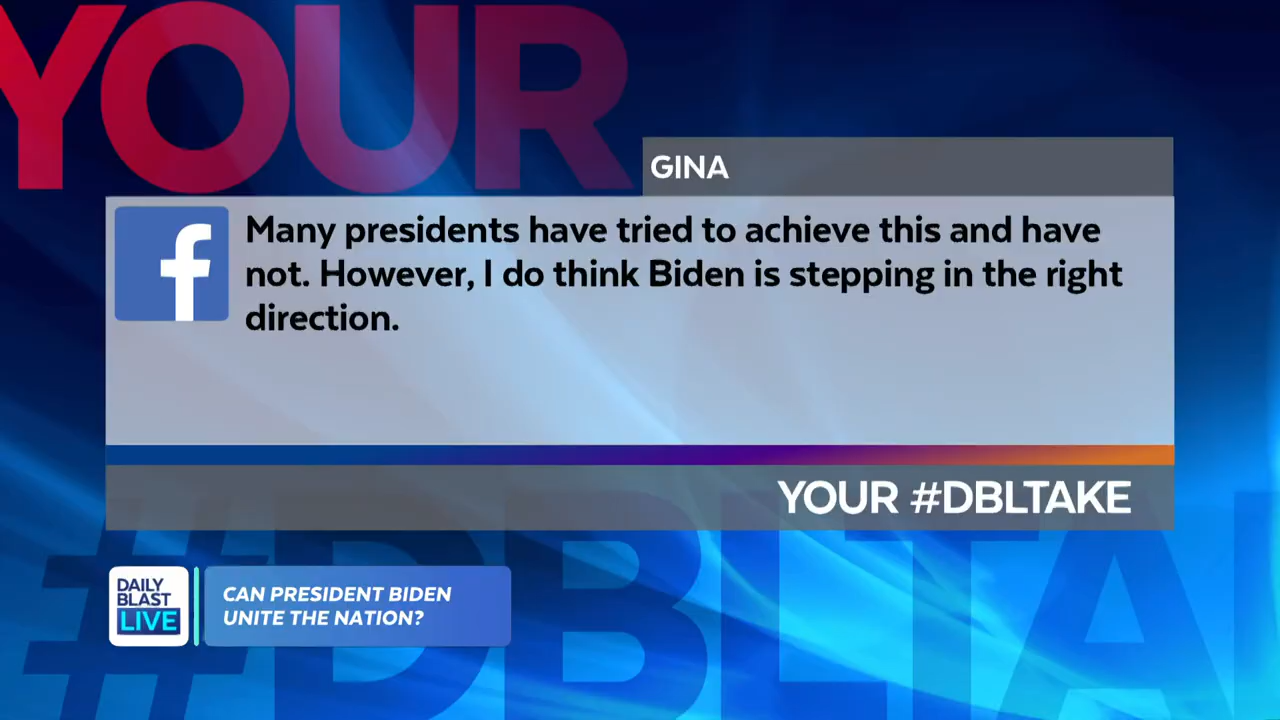 YOUR
GINA
Many presidents have tried to achieve this and have
not. However, I do think Biden is stepping in the right
direction.
YOUR #DBLTAKE
#DBLTA
DAILY
BLAST
LIVE
CAN PRESIDENT BIDEN
UNITE THE NATION?